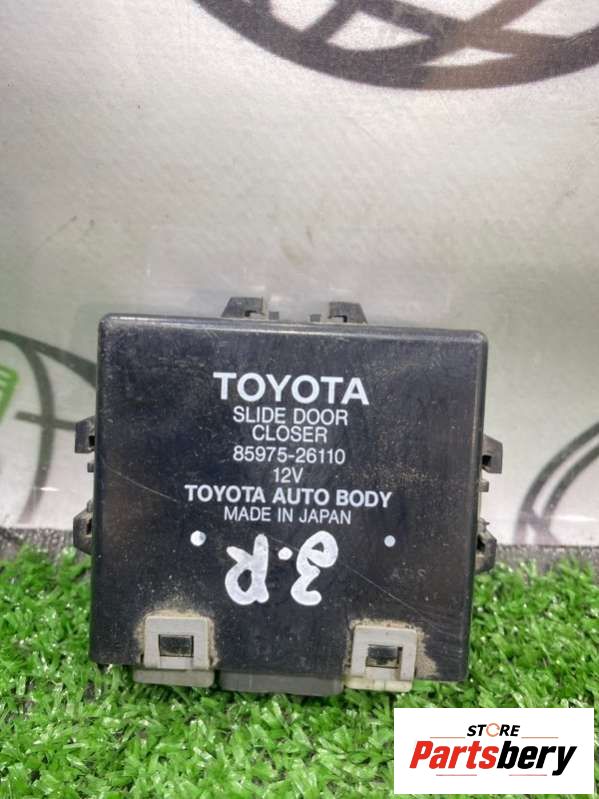 TOYOTA
SLIDE DOOR
CLOSER
85975-26110
12V
TOYOTA AUTO BODY
MADE IN JAPAN
STORE
Partsbery